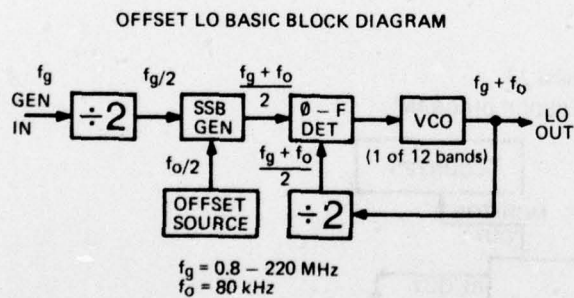 OFFSET LO BASIC BLOCK DIAGRAM
fg
fg/2
fg + fo
2
fg + fo
GEN
IN
÷2
SSB
GEN
Ø – F
DET
VCO
LO
OUT
(1 of 12 bands)
fo/2
fg + fo
2
OFFSET
SOURCE
÷2
fg = 0.8 – 220 MHz
fo = 80 kHz